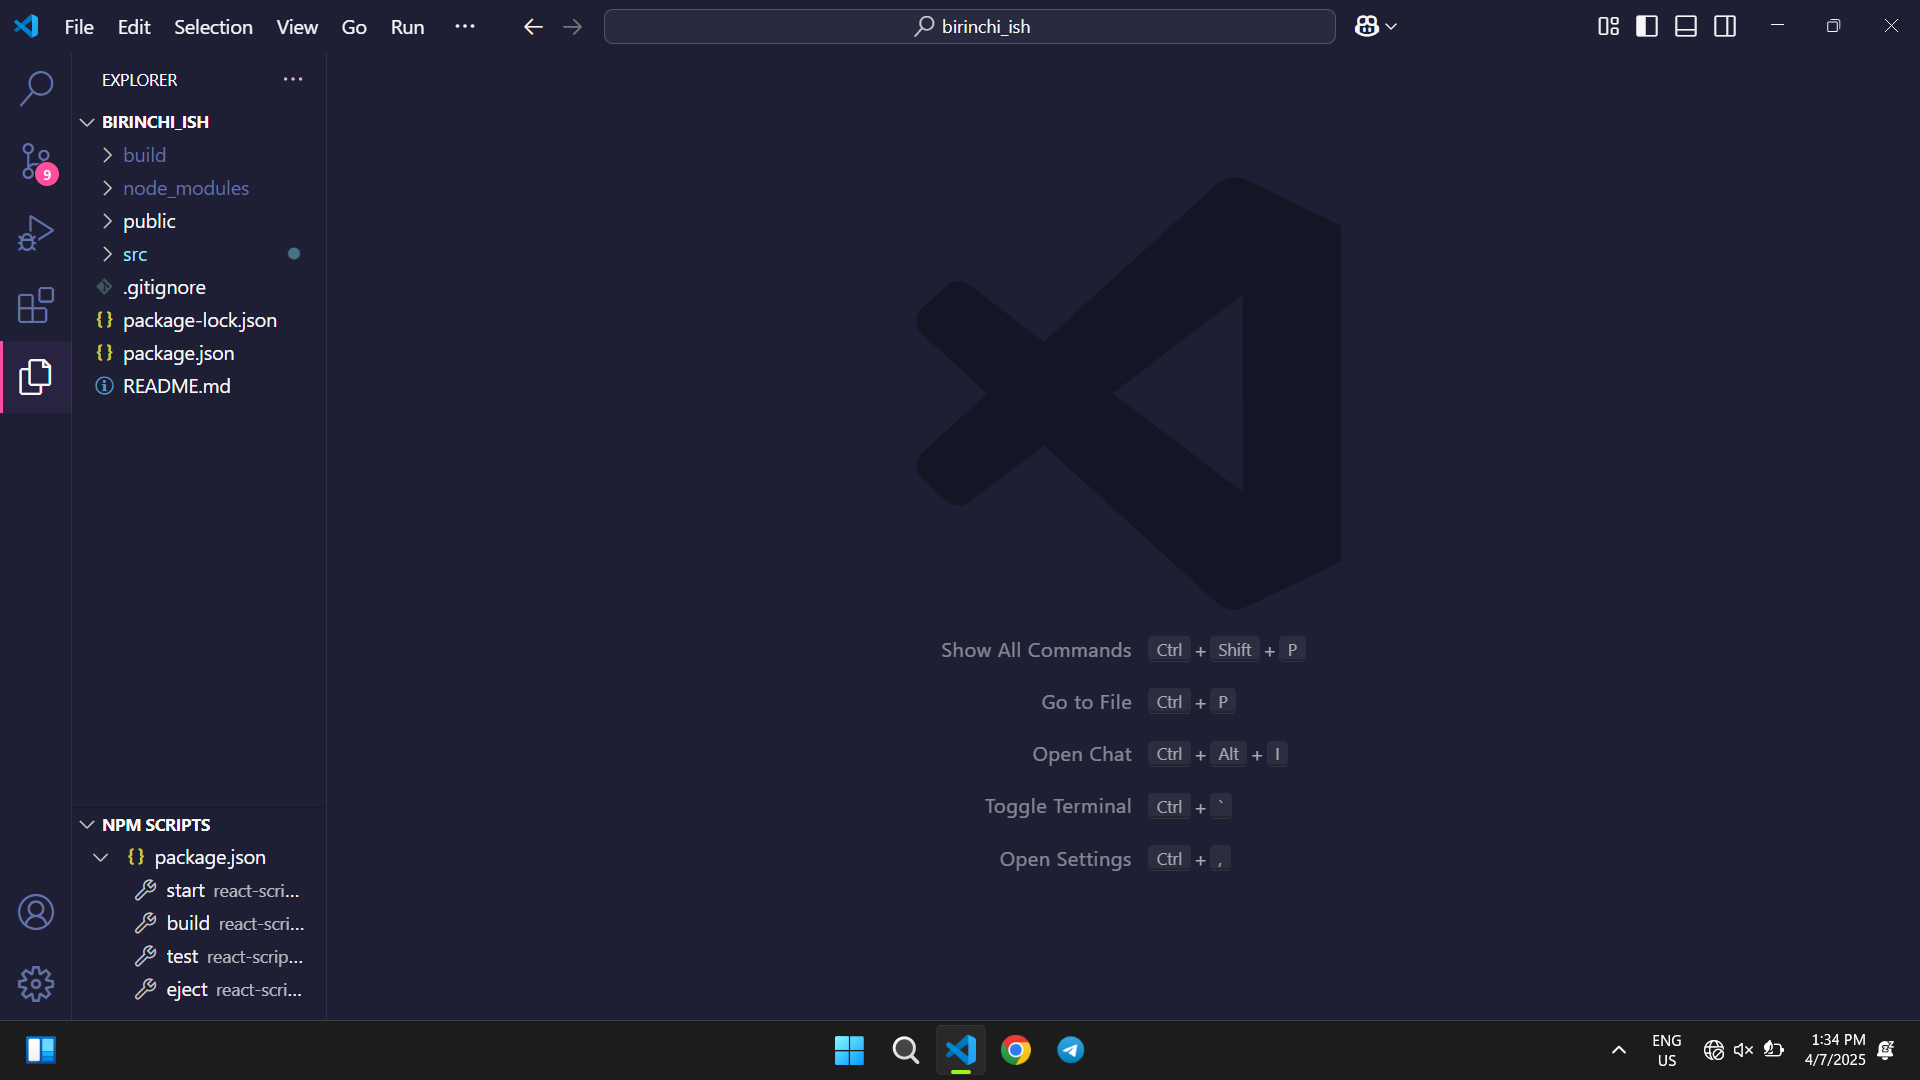 File Edit Selection View Go Run ···
birinchi_ish
EXPLORER ···
BIRINCHI_ISH
build
node_modules
public
src
.gitignore
package-lock.json
package.json
README.md
9
Show All Commands Ctrl + Shift + P
Go to File Ctrl + P
Open Chat Ctrl + Alt + I
Toggle Terminal Ctrl + `
Open Settings Ctrl + ,
NPM SCRIPTS
package.json
start react-scri...
build react-scri...
test react-scrip...
eject react-scri...
ENG
US
1:34 PM
4/7/2025